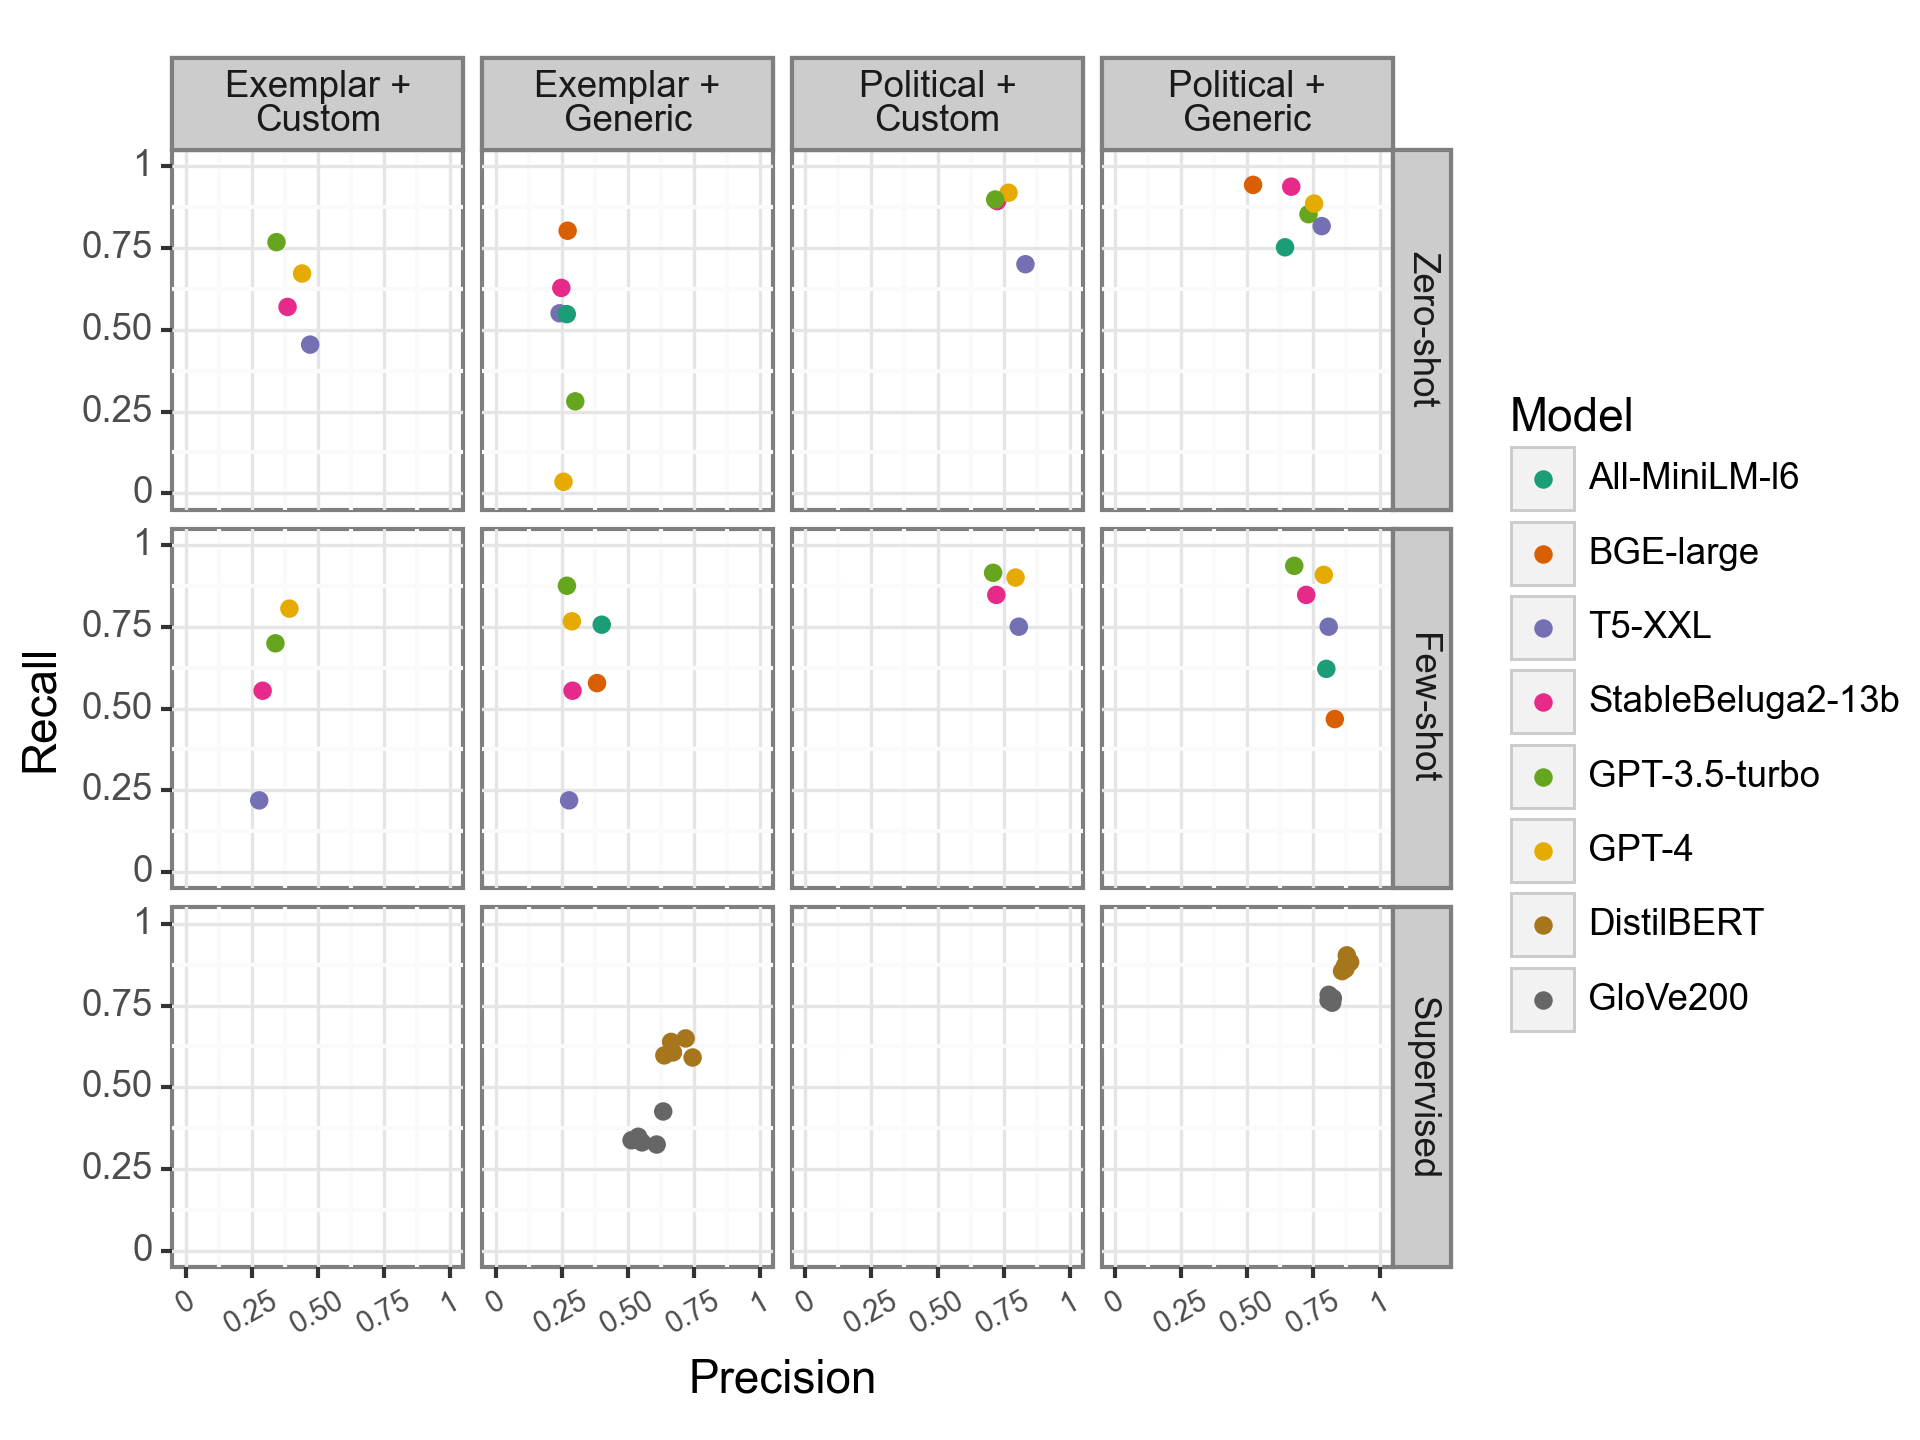 Exemplar +
Custom
Exemplar +
Generic
Political +
Custom
Political +
Generic
1
0.75
0.50
0.25
0
Zero-shot
1
0.75
0.50
0.25
0
Few-shot
1
0.75
0.50
0.25
0
Supervised
0 0.25 0.50 0.75 1
0 0.25 0.50 0.75 1
0 0.25 0.50 0.75 1
0 0.25 0.50 0.75 1
Recall
Precision
Model
All-MiniLM-l6
BGE-large
T5-XXL
StableBeluga2-13b
GPT-3.5-turbo
GPT-4
DistilBERT
GloVe200